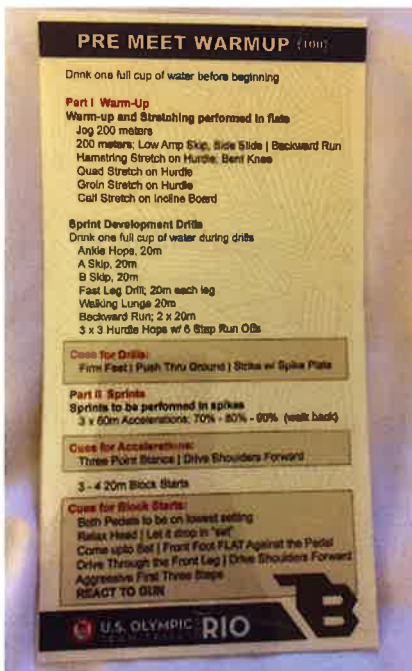 PRE MEET WARMUP (100)
Drink one full cup of water before beginning
Part I Warm-Up
Warm-up and Stretching performed in flats
Jog 200 meters
200 meters; Low Amp Skip, Side Slide | Backward Run
Hamstring Stretch on Hurdle; Bent Knee
Quad Stretch on Hurdle
Groin Stretch on Hurdle
Calf Stretch on Incline Board
Sprint Development Drills
Drink one full cup of water during drills
Ankle Hops, 20m
A Skip, 20m
B Skip, 20m
Fast Leg Drill; 20m each leg
Walking Lunge 20m
Backward Run; 2 x 20m
3 x 3 Hurdle Hops w/ 6 Step Run Offs
Cues for Drills:
Firm Feet | Push Thru Ground | Strike w/ Spike Plate
Part II Sprints
Sprints to be performed in spikes
3 x 60m Accelerations; 70% - 80% - 90% (walk back)
Cues for Accelerations:
Three Point Stance | Drive Shoulders Forward
3 - 4 20m Block Starts
Cues for Block Starts:
Both Pedals to be on lowest setting
Relax Head | Let it drop in "set"
Come upto Set | Front Foot FLAT Against the Pedal
Drive Through the Front Leg | Drive Shoulders Forward
Aggressive First Three Steps
REACT TO GUN
U.S. OLYMPIC RIO
B